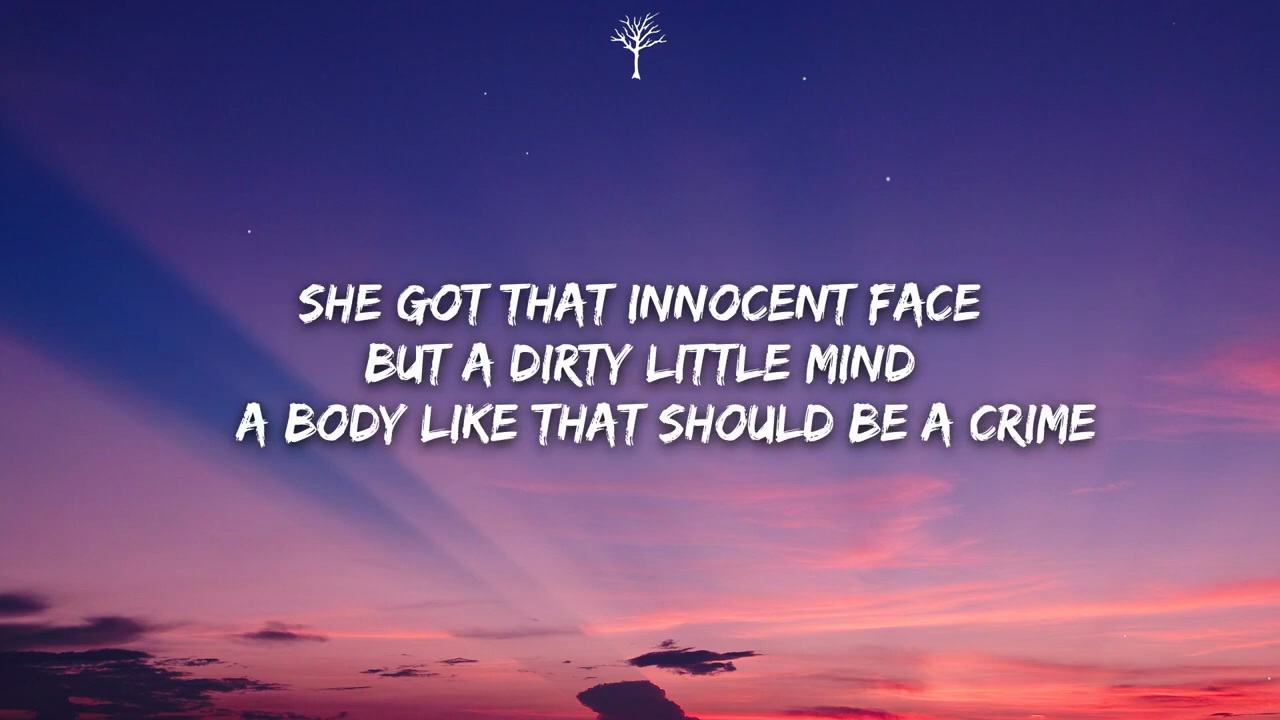 SHE GOT THAT INNOCENT FACE
BUT A DIRTY LITTLE MIND
A BODY LIKE THAT SHOULD BE A CRIME